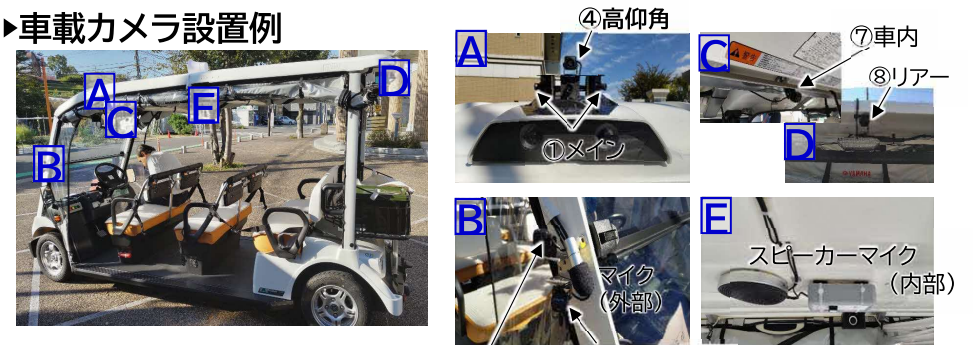 ▶車載カメラ設置例
A
B
C
D
E
A
④高仰角
①メイン
C
⑦車内
⑧リアー
D
YAMAHA
B
マイク
（外部）
E
スピーカーマイク
（内部）